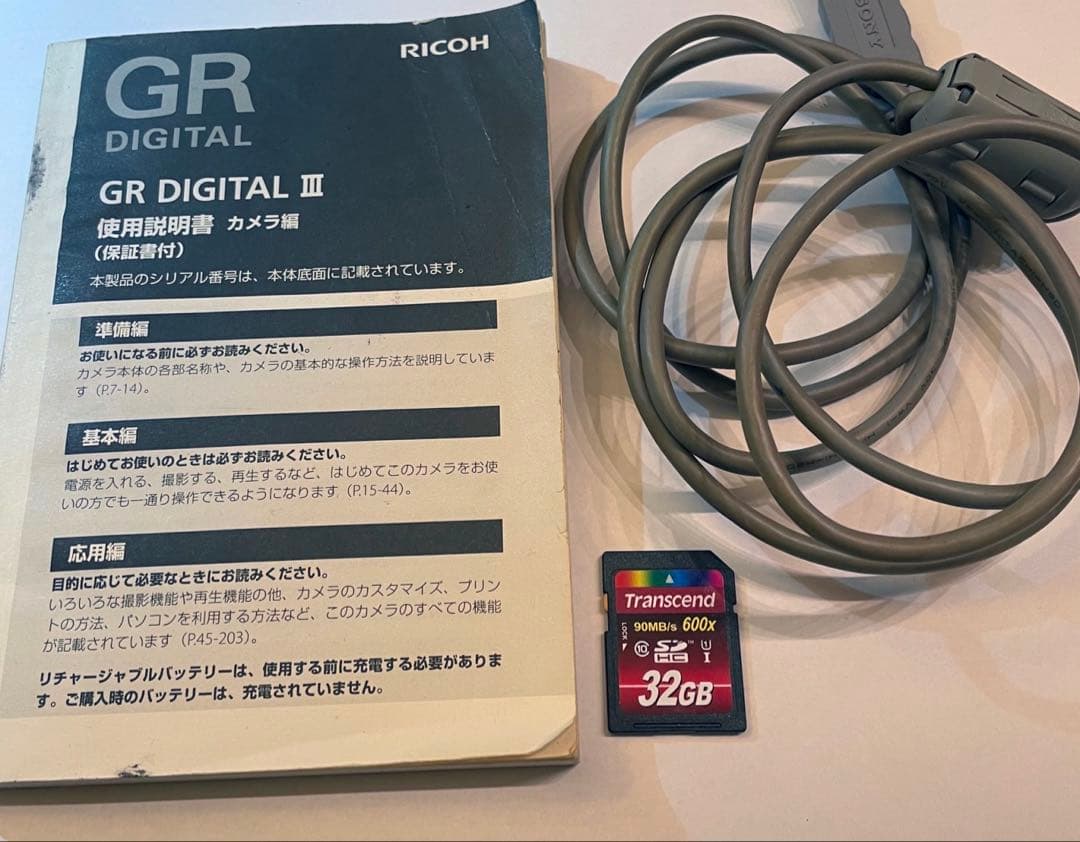 GR
DIGITAL
RICOH
GR DIGITAL Ⅲ
使用説明書 カメラ編
（保証書付）
本製品のシリアル番号は、本体底面に記載されています。
準備編
お使いになる前に必ずお読みください。
カメラ本体の各部名称や、カメラの基本的な操作方法を説明していま
す（P.7-14）。
基本編
はじめてお使いのときは必ずお読みください。
電源を入れる、撮影する、再生するなど、はじめてこのカメラをお使
いの方でも一通り操作できるようになります（P.15-44）。
応用編
目的に応じて必要なときにお読みください。
いろいろな撮影機能や再生機能の他、カメラのカスタマイズ、プリン
トの方法、パソコンを利用する方法など、このカメラのすべての機能
が記載されています（P.45-203）。
リチャージャブルバッテリーは、使用する前に充電する必要がありま
す。ご購入時のバッテリーは、充電されていません。
SONY
Transcend
90MB/s 600x
LOCK
10 SD HC™ U I
32GB